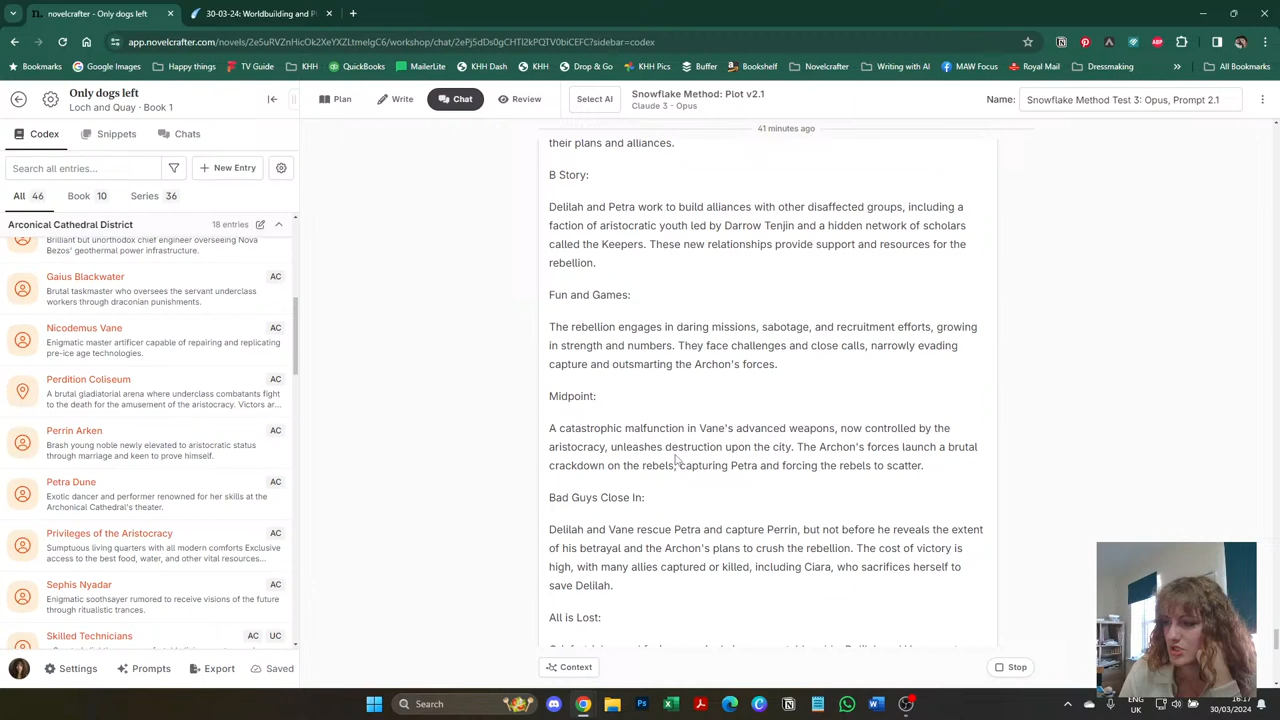 novelcrafter - Only dogs left
30-03-24: Worldbuilding and P
app.novelcrafter.com/novels/2e5uRVZnHicOk2XeYXZLtmelgC6/workshop/chat/2ePj5dDs0gCHTl2kPQTV0biCEFC?sidebar=codex
KHH
Google Images
Happy things
TV Guide
KHH
QuickBooks
MailerLite
KHH
Drop & Go
KHH Pics
Buffer
Bookshelf
Novelcrafter
Writing with AI
MAW Focus
All Bookmarks
Only dogs left
Loch and Quay - Book 1
Plan
Write
Chat
Review
Select AI
Snowflake Method: Plot v2.1
Claude 3 - Opus
Name:
Snowflake Method Test 3: Opus, Prompt 2.1
Codex
Snippets
Chats
Search all entries...
New Entry
All 46
Book 10
Series 36
Arconical Cathedral District
18 entries
Brilliant but unorthodox chief engineer overseeing Nova
Bezos' geothermal power infrastructure.
Gaius Blackwater
AC
Brutal taskmaster who oversees the servant underclass
workers through draconian punishments.
Nicodemus Vane
AC
Enigmatic master artificer capable of repairing and replicating
pre-ice age technologies.
Perdition Coliseum
AC
A brutal gladiatorial arena where underclass combatants fight
to the death for the amusement of the aristocracy. Victors ar...
Perrin Arken
AC
Brash young noble newly elevated to aristocratic status
through marriage and keen to prove himself.
Petra Dune
AC
Exotic dancer and performer renowned for her skills at the
Arconical Cathedral's theater.
Privileges of the Aristocracy
AC
Sumptuous living quarters with all modern comforts Exclusive
access to the best food, water, and other vital resources...
Sephis Nyadar
AC
Enigmatic soothsayer rumored to receive visions of the future
through ritualistic trances.
Skilled Technicians
AC
UC
Settings
Prompts
Export
Saved
41 minutes ago
their plans and alliances.
B Story:
Delilah and Petra work to build alliances with other disaffected groups, including a
faction of aristocratic youth led by Darrow Tenjin and a hidden network of scholars
called the Keepers. These new relationships provide support and resources for the
rebellion.
Fun and Games:
The rebellion engages in daring missions, sabotage, and recruitment efforts, growing
in strength and numbers. They face challenges and close calls, narrowly evading
capture and outsmarting the Archon's forces.
Midpoint:
A catastrophic malfunction in Vane's advanced weapons, now controlled by the
aristocracy, unleashes destruction upon the city. The Archon's forces launch a brutal
crackdown on the rebels, capturing Petra and forcing the rebels to scatter.
Bad Guys Close In:
Delilah and Vane rescue Petra and capture Perrin, but not before he reveals the extent
of his betrayal and the Archon's plans to crush the rebellion. The cost of victory is
high, with many allies captured or killed, including Ciara, who sacrifices herself to
save Delilah.
All is Lost:
Context
Stop
Search
ENG
UK
16:17
30/03/2024